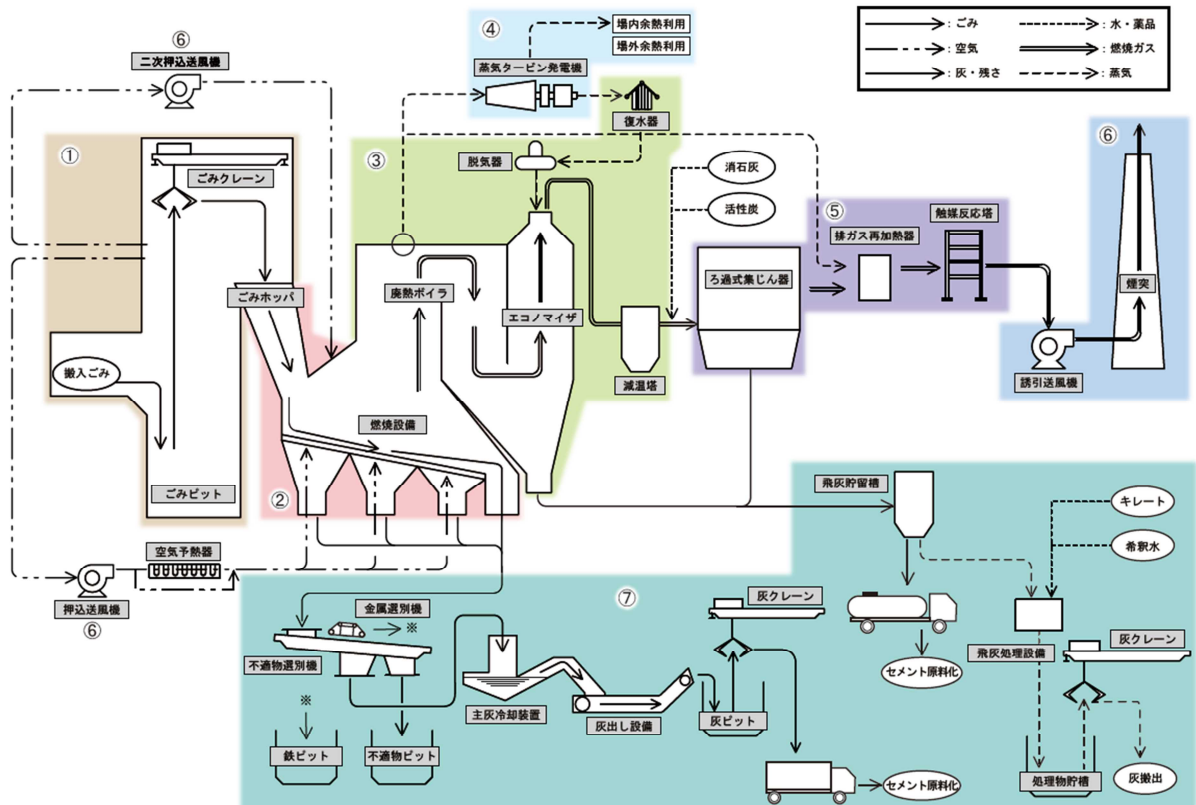 ⑥
二次押込送風機
④
場内余熱利用
場外余熱利用
蒸気タービン発電機
：ごみ
：水・薬品
：空気
：燃焼ガス
：灰・残さ
：蒸気
①
ごみクレーン
③
復水器
脱気器
消石灰
活性炭
⑤
触媒反応塔
排ガス再加熱器
⑥
ごみホッパ
廃熱ボイラ
エコノマイザ
ろ過式集じん器
煙突
搬入ごみ
減温塔
誘引送風機
燃焼設備
ごみピット
②
空気予熱器
押込送風機
⑥
飛灰貯留槽
キレート
希釈水
⑦
金属選別機
※
灰クレーン
不適物選別機
セメント原料化
飛灰処理設備
灰クレーン
※
主灰冷却装置
灰出し設備
灰ピット
鉄ピット
不適物ピット
セメント原料化
処理物貯槽
灰搬出